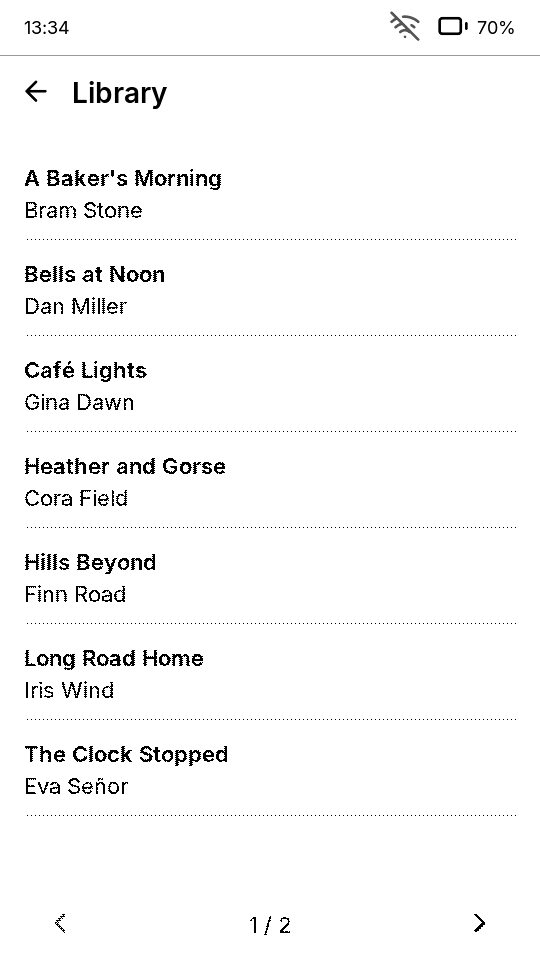 13:34
70%
Library
A Baker's Morning
Bram Stone
Bells at Noon
Dan Miller
Café Lights
Gina Dawn
Heather and Gorse
Cora Field
Hills Beyond
Finn Road
Long Road Home
Iris Wind
The Clock Stopped
Eva Señor
1 / 2